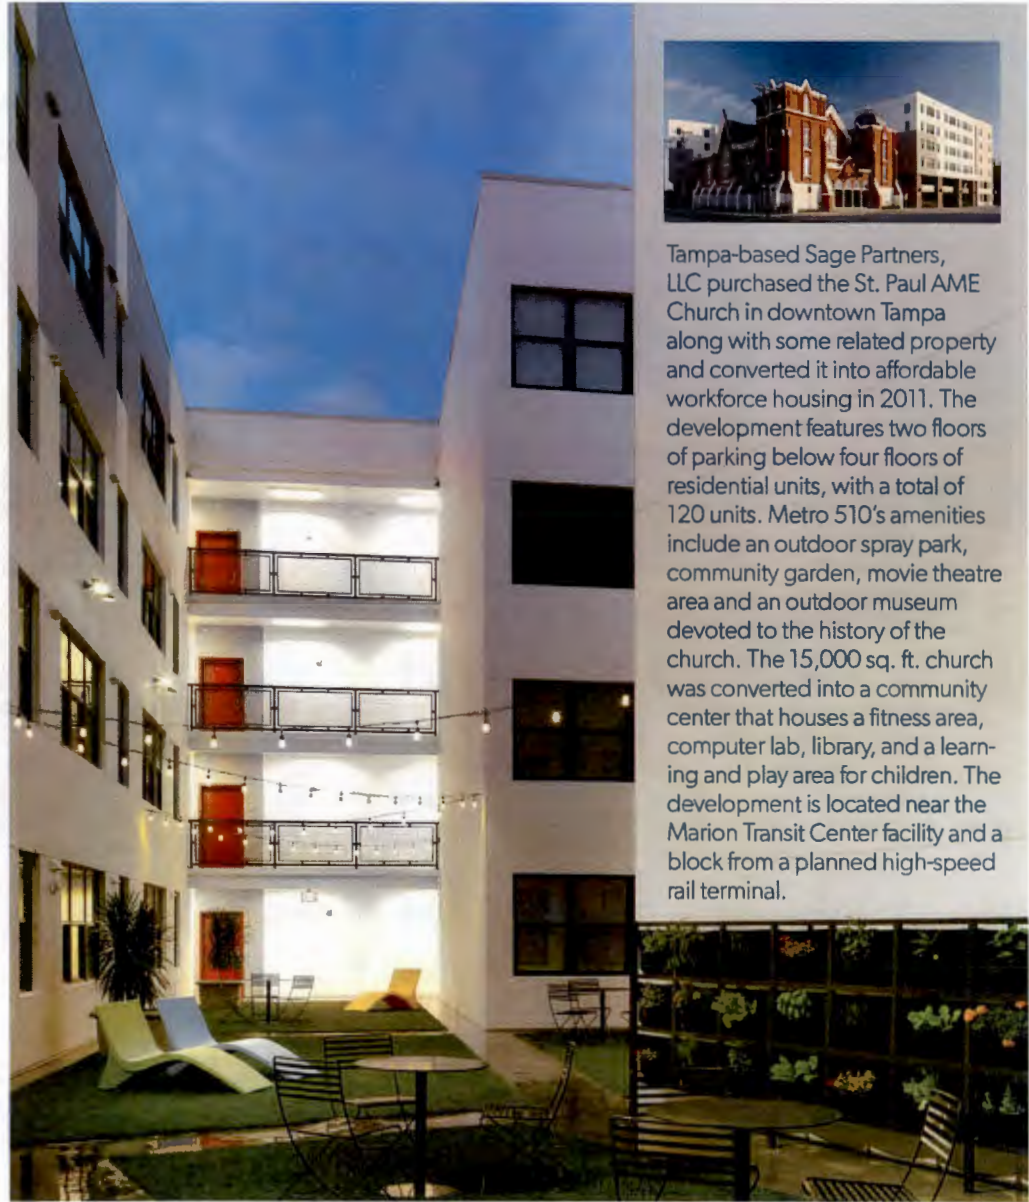 Tampa-based Sage Partners,
LLC purchased the St. Paul AME
Church in downtown Tampa
along with some related property
and converted it into affordable
workforce housing in 2011. The
development features two floors
of parking below four floors of
residential units, with a total of
120 units. Metro 510's amenities
include an outdoor spray park,
community garden, movie theatre
area and an outdoor museum
devoted to the history of the
church. The 15,000 sq. ft. church
was converted into a community
center that houses a fitness area,
computer lab, library, and a learn-
ing and play area for children. The
development is located near the
Marion Transit Center facility and a
block from a planned high-speed
rail terminal.